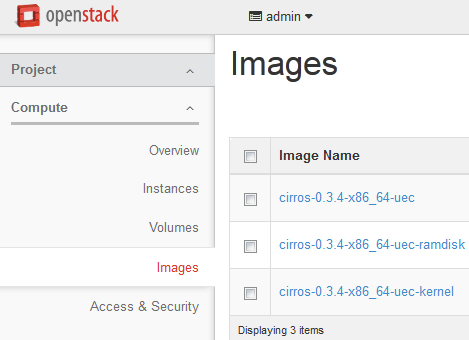 openstack
admin
Project
Compute
Overview
Instances
Volumes
Images
Access & Security
Images
Image Name
cirros-0.3.4-x86_64-uec
cirros-0.3.4-x86_64-uec-ramdisk
cirros-0.3.4-x86_64-uec-kernel
Displaying 3 items